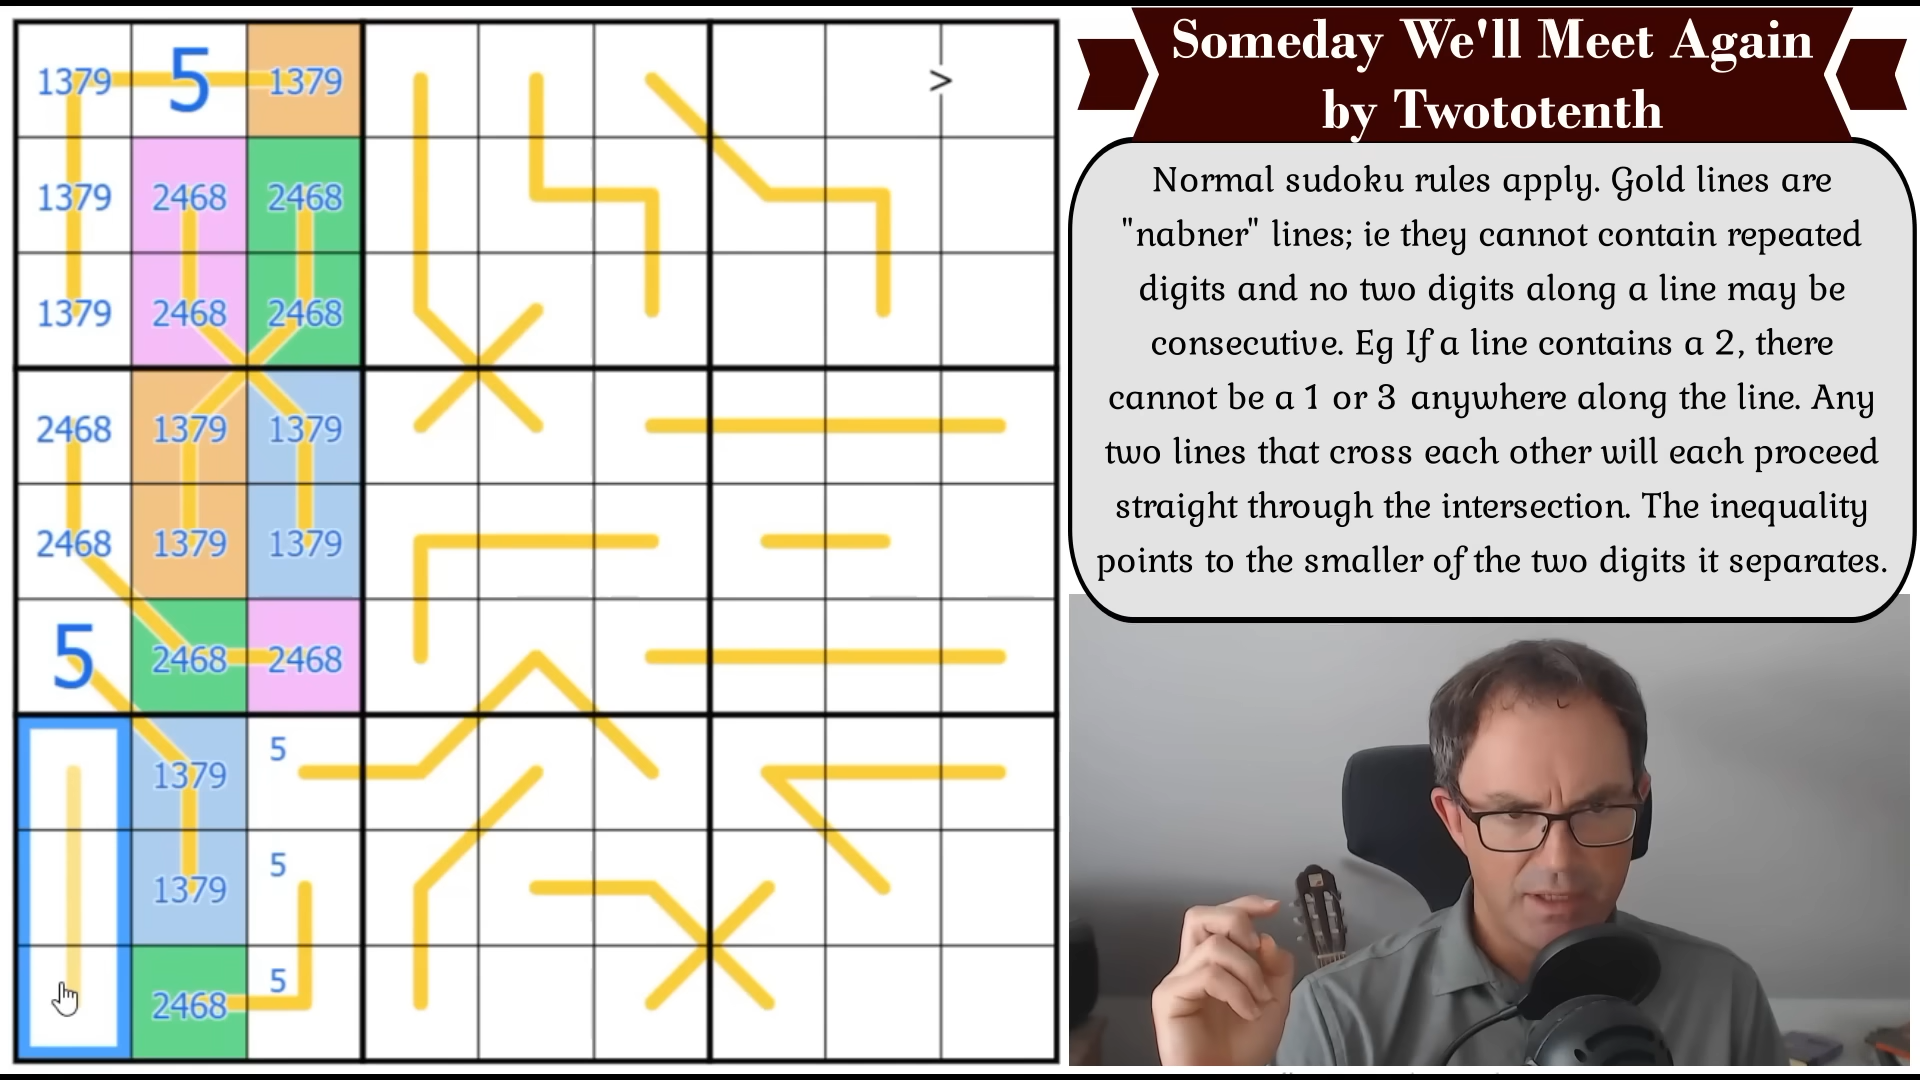 Someday We'll Meet Again
by Twototenth
Normal sudoku rules apply. Gold lines are
"nabner" lines; ie they cannot contain repeated
digits and no two digits along a line may be
consecutive. Eg If a line contains a 2, there
cannot be a 1 or 3 anywhere along the line. Any
two lines that cross each other will each proceed
straight through the intersection. The inequality
points to the smaller of the two digits it separates.
1379 5 1379 >
1379 2468 2468
1379 2468 2468
2468 1379 1379
2468 1379 1379
5 2468 2468
1379 5
1379 5
2468 5